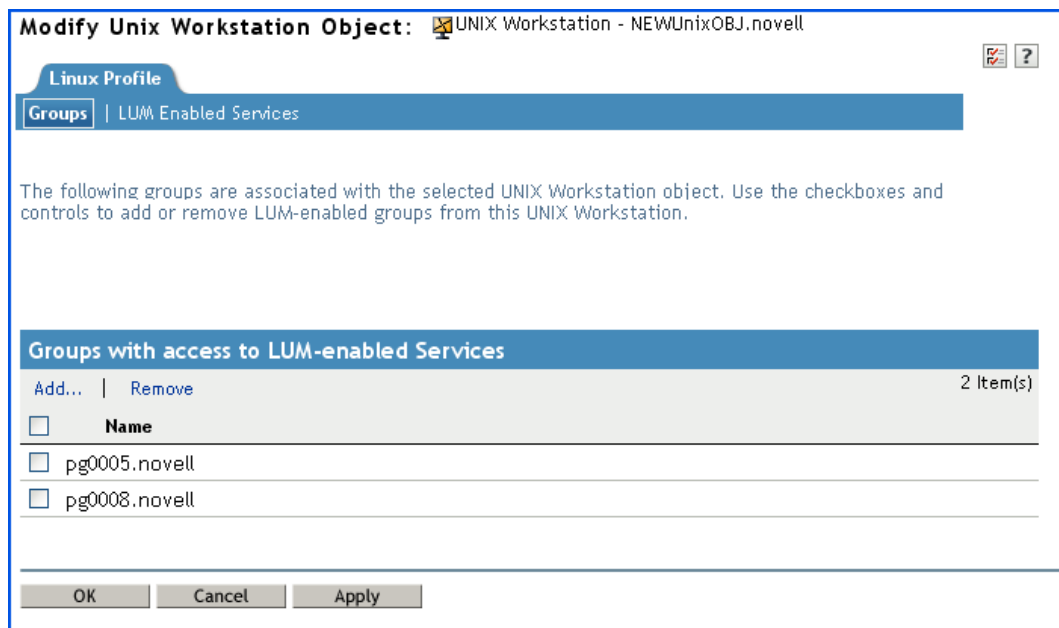 Modify Unix Workstation Object: UNIX Workstation - NEWUnixOBJ.novell
?
Linux Profile
Groups | LUM Enabled Services
The following groups are associated with the selected UNIX Workstation object. Use the checkboxes and
controls to add or remove LUM-enabled groups from this UNIX Workstation.
Groups with access to LUM-enabled Services
Add... | Remove 2 Item(s)
Name
pg0005.novell
pg0008.novell
OK Cancel Apply